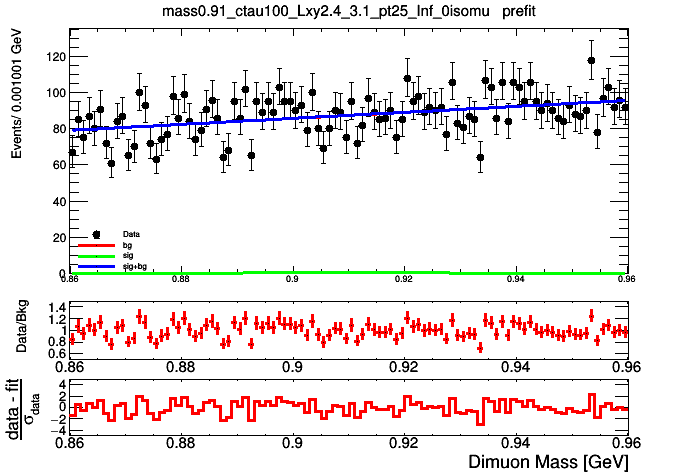 mass0.91_ctau100_Lxy2.4_3.1_pt25_Inf_0isomu prefit
Events/ 0.001001 GeV
120
100
80
60
40
20
0
Data
bg
sig
sig+bg
0.86 0.88 0.9 0.92 0.94 0.96
Data/Bkg
1.4
1.2
1
0.8
0.6
0.86 0.88 0.9 0.92 0.94 0.96
data - fit
σdata
4
2
0
−2
−4
0.86 0.88 0.9 0.92 0.94 0.96
Dimuon Mass [GeV]